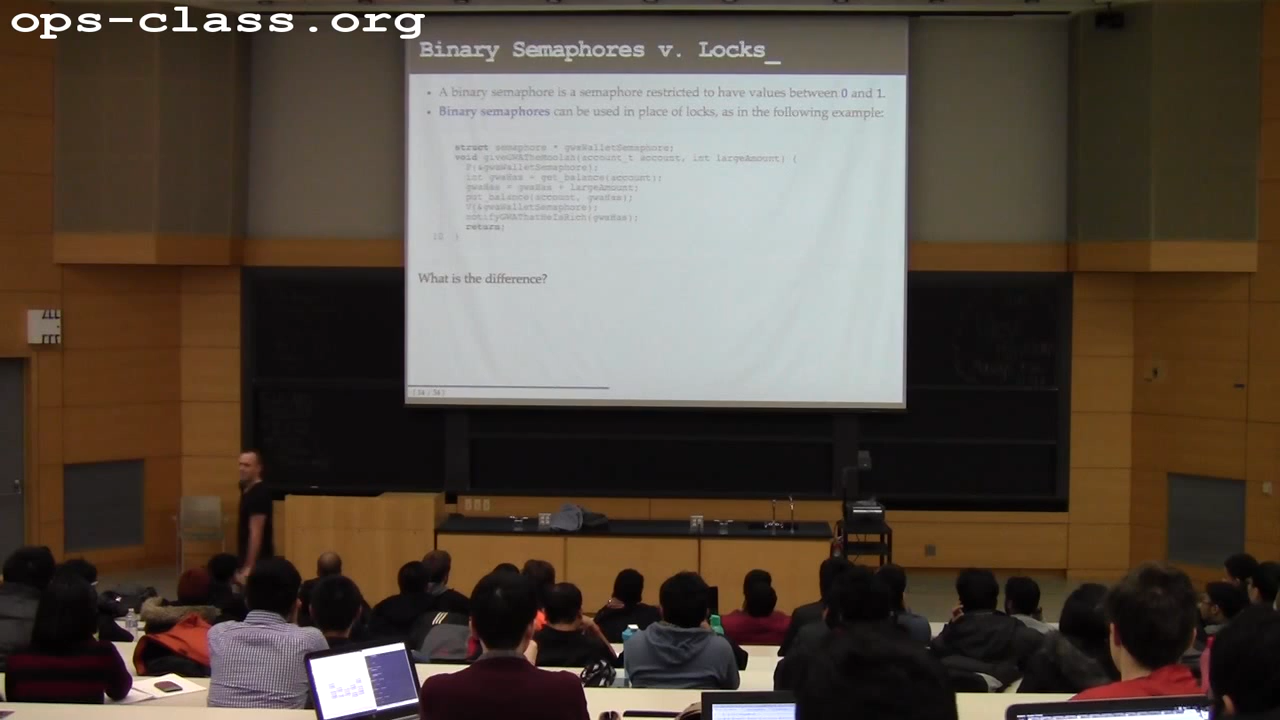 ops-class.org
Binary Semaphores v. Locks_
• A binary semaphore is a semaphore restricted to have values between 0 and 1.
• Binary semaphores can be used in place of locks, as in the following example:
struct semaphore * gwaWalletSemaphore;
void giveGWATheMoolah(account_t account, int largeAmount) {
P(&gwaWalletSemaphore);
int gwaHas = get_balance(account);
gwaHas = gwaHas + largeAmount;
put_balance(account, gwaHas);
V(&gwaWalletSemaphore);
notifyGWAThatHeIsRich(gwaHas);
return;
10 }
What is the difference?